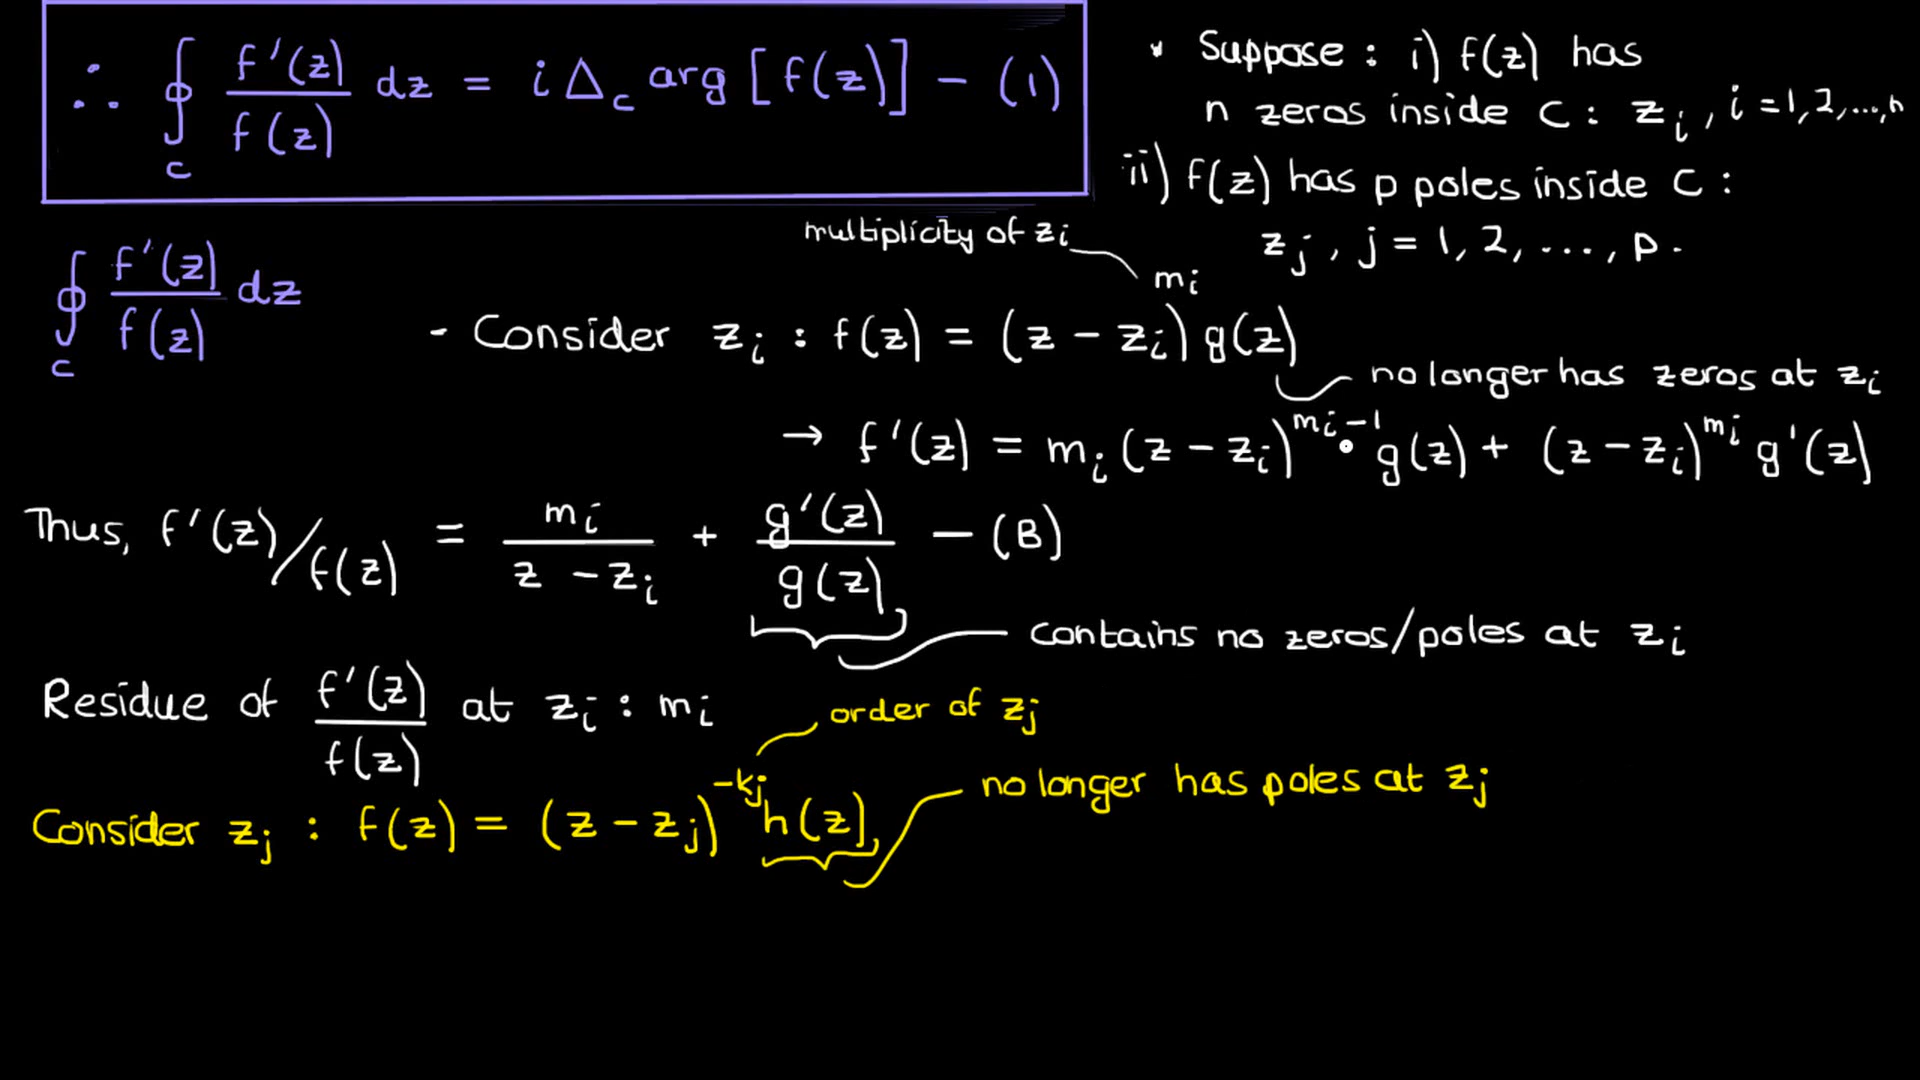 ∴ ∮_C f'(z)/f(z) dz = i Δ_C arg [f(z)] - (1)
* Suppose : i) f(z) has
n zeros inside C : z_i , i = 1, 2, ..., n
ii) f(z) has p poles inside C :
z_j , j = 1, 2, ..., p.
∮_C f'(z)/f(z) dz
multiplicity of z_i
- Consider z_i : f(z) = (z - z_i)^{m_i} g(z)
no longer has zeros at z_i
→ f'(z) = m_i (z - z_i)^{m_i - 1} · g(z) + (z - z_i)^{m_i} g'(z)
Thus, f'(z)/f(z) = m_i/(z - z_i) + g'(z)/g(z) - (B)
contains no zeros/poles at z_i
Residue of f'(z)/f(z) at z_i : m_i
order of z_j
Consider z_j : f(z) = (z - z_j)^{-k_j} h(z),
no longer has poles at z_j